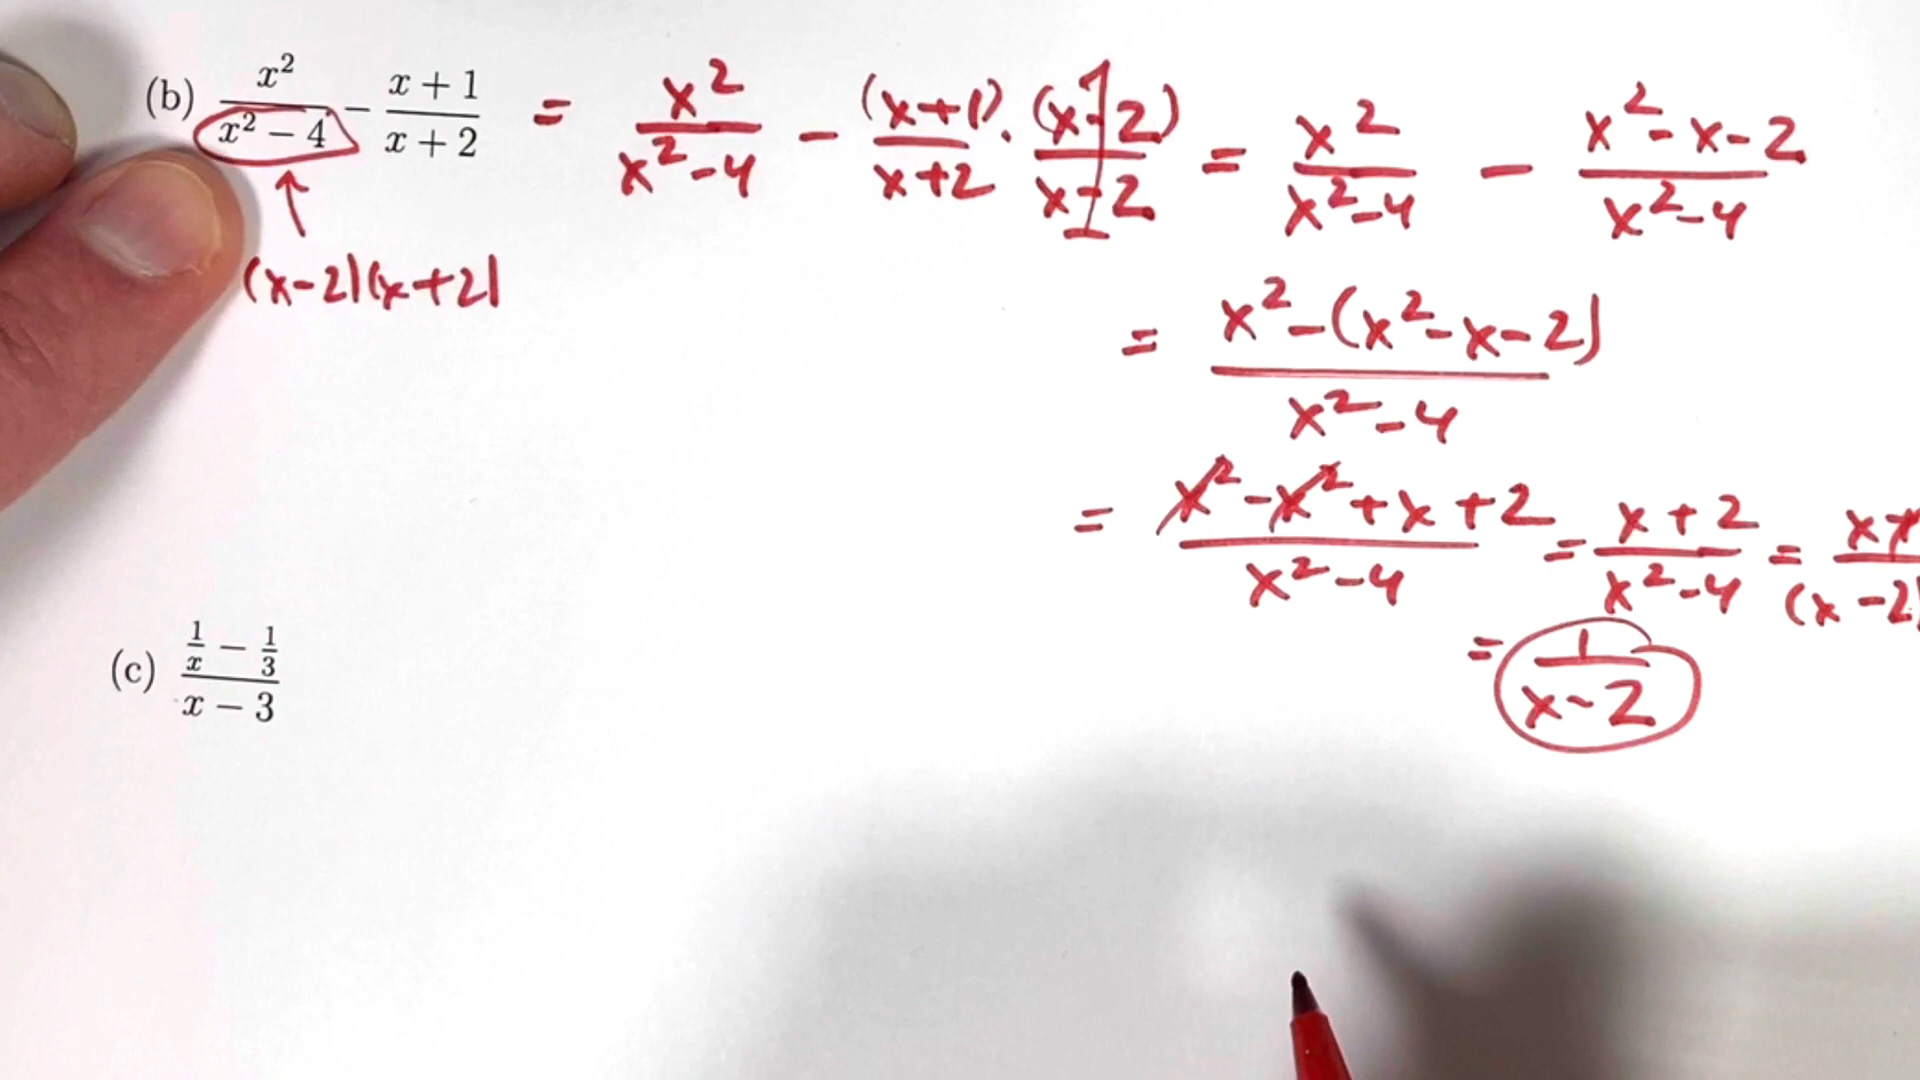 (b) x²/(x² − 4) − (x + 1)/(x + 2) = x²/(x²-4) - (x+1)/(x+2) · (x-2)/(x-2) = x²/(x²-4) - (x²-x-2)/(x²-4)
1
(x-2)(x+2)
= (x²-(x²-x-2))/(x²-4)
= (x²-x²+x+2)/(x²-4) = (x+2)/(x²-4) = x+/(x-2)
= 1/(x-2)
(c) (1/x − 1/3)/(x − 3)